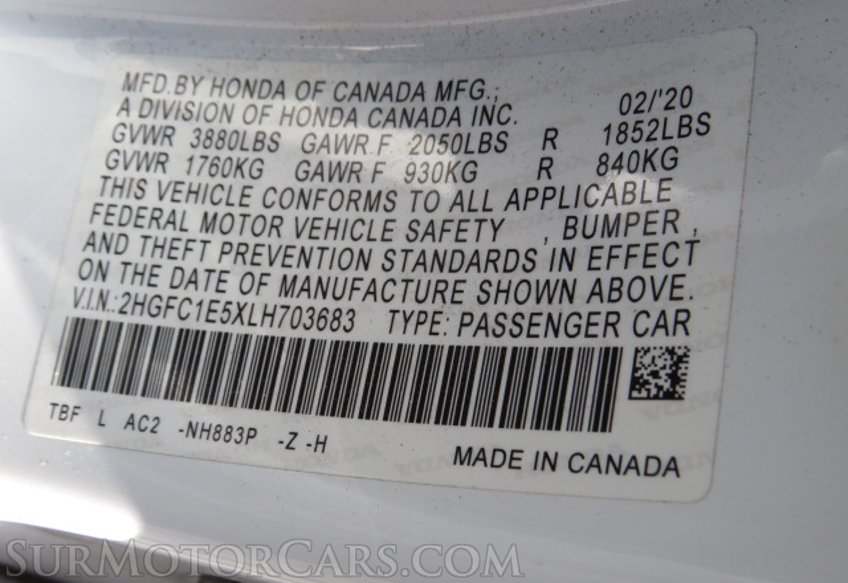 MFD.BY HONDA OF CANADA MFG.;
A DIVISION OF HONDA CANADA INC. 02/'20
GVWR 3880LBS GAWR F 2050LBS R 1852LBS
GVWR 1760KG GAWR F 930KG R 840KG
THIS VEHICLE CONFORMS TO ALL APPLICABLE
FEDERAL MOTOR VEHICLE SAFETY , BUMPER ,
AND THEFT PREVENTION STANDARDS IN EFFECT
ON THE DATE OF MANUFACTURE SHOWN ABOVE.
V.I.N.:2HGFC1E5XLH703683 TYPE: PASSENGER CAR
TBF L AC2 -NH883P -Z -H
MADE IN CANADA
SurMotorCars.com